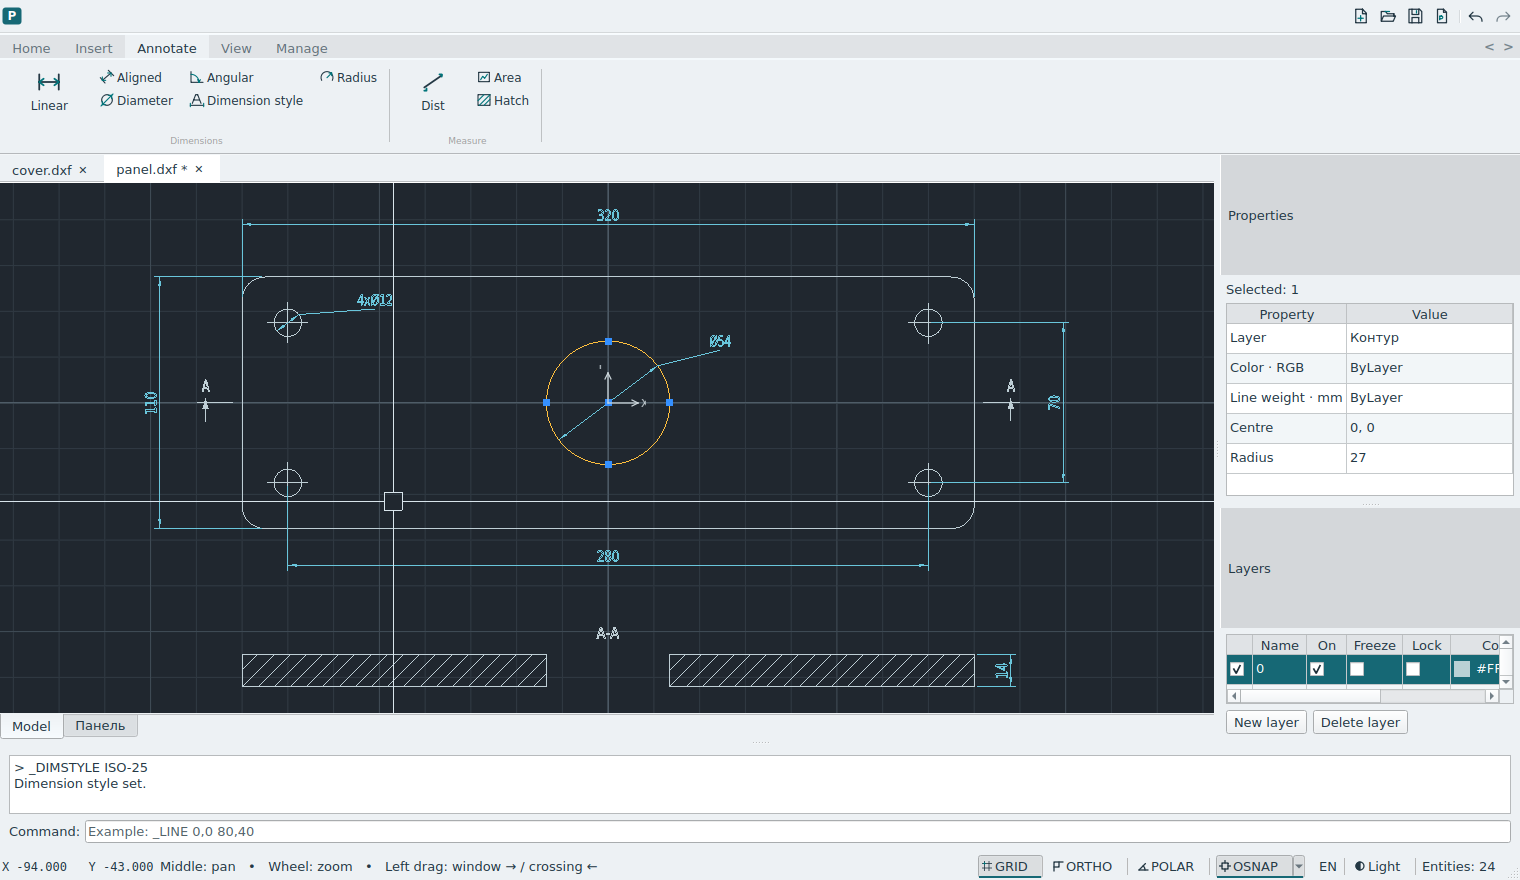 P
Home Insert Annotate View Manage < >
Linear Aligned Angular Radius Dist Area
Diameter Dimension style Hatch
Dimensions Measure
cover.dxf × panel.dxf * ×
320
4xØ12
Ø54
A A
110 70
X
280
A-A
14
Properties
Selected: 1
Property Value
Layer Контур
Color · RGB ByLayer
Line weight · mm ByLayer
Centre 0, 0
Radius 27
Layers
Name On Freeze Lock Co
0 #FF
New layer Delete layer
Model Панель
> _DIMSTYLE ISO-25
Dimension style set.
Command: Example: _LINE 0,0 80,40
X -94.000 Y -43.000 Middle: pan • Wheel: zoom • Left drag: window → / crossing ← GRID ORTHO POLAR OSNAP EN Light Entities: 24